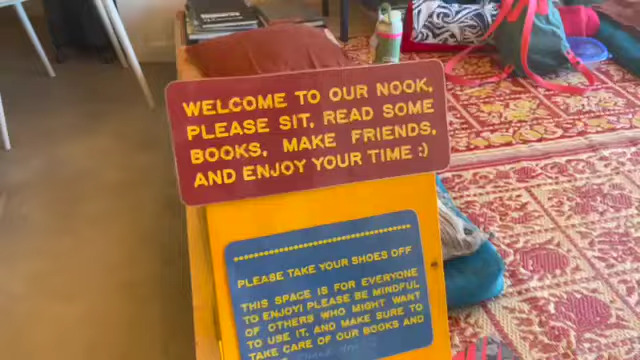 WELCOME TO OUR NOOK,
PLEASE SIT, READ SOME
BOOKS, MAKE FRIENDS,
AND ENJOY YOUR TIME :)
PLEASE TAKE YOUR SHOES OFF
THIS SPACE IS FOR EVERYONE
TO ENJOY! PLEASE BE MINDFUL
OF OTHERS WHO MIGHT WANT
TO USE IT, AND MAKE SURE TO
TAKE CARE OF OUR BOOKS AND